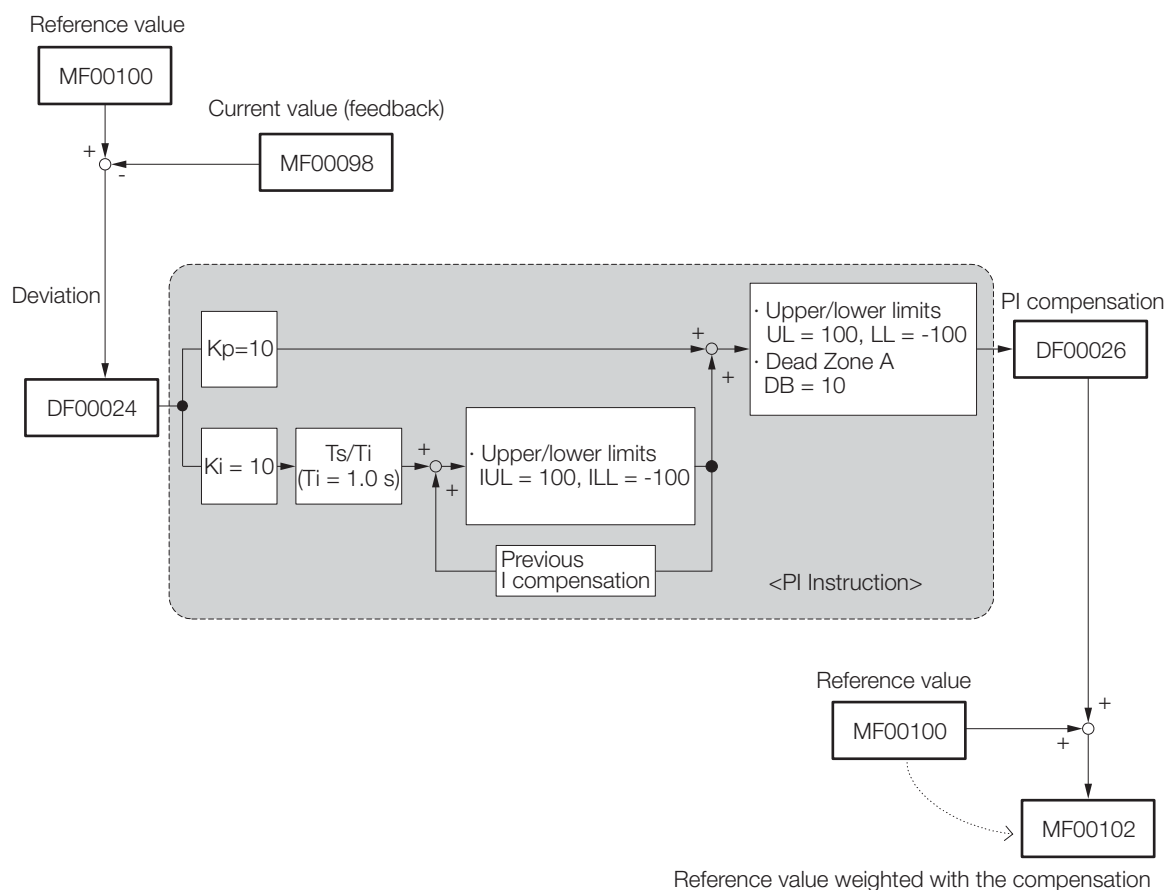 Reference value
MF00100
Current value (feedback)
MF00098
+
-
Deviation
DF00024
Kp=10
Ki = 10
Ts/Ti
(Ti = 1.0 s)
+
+
· Upper/lower limits
IUL = 100, ILL = -100
Previous
I compensation
+
+
· Upper/lower limits
UL = 100, LL = -100
· Dead Zone A
DB = 10
<PI Instruction>
PI compensation
DF00026
Reference value
MF00100
+
+
MF00102
Reference value weighted with the compensation